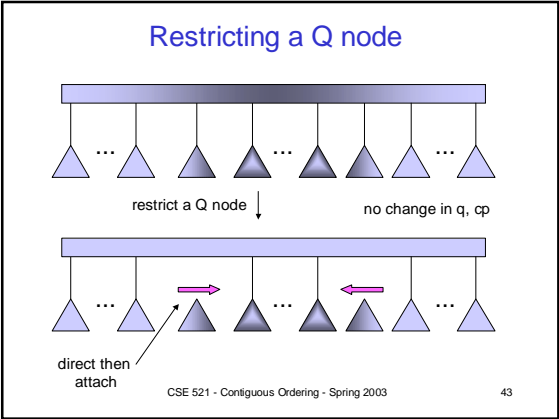 Restricting a Q node
... ... ...
restrict a Q node
no change in q, cp
... ... ...
direct then
attach
CSE 521 - Contiguous Ordering - Spring 2003 43